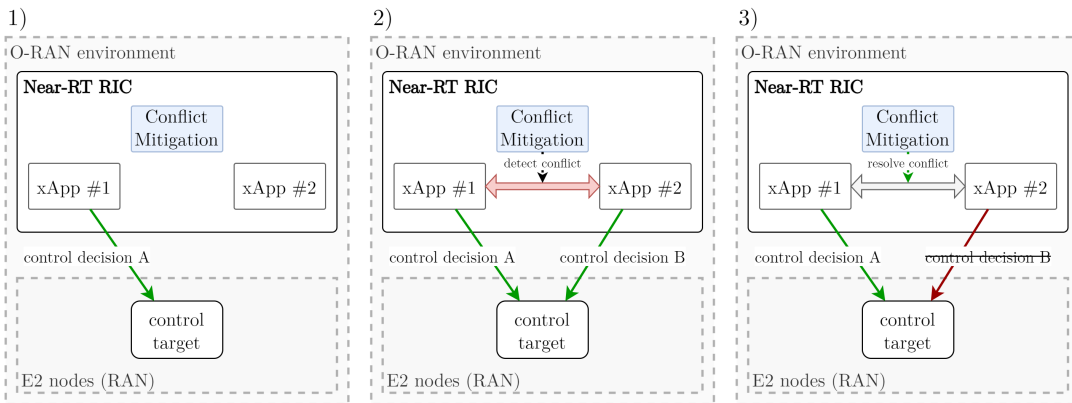 1)
O-RAN environment
Near-RT RIC
Conflict
Mitigation
xApp #1
xApp #2
control decision A
control
target
E2 nodes (RAN)
2)
O-RAN environment
Near-RT RIC
Conflict
Mitigation
detect conflict
xApp #1
xApp #2
control decision A
control decision B
control
target
E2 nodes (RAN)
3)
O-RAN environment
Near-RT RIC
Conflict
Mitigation
resolve conflict
xApp #1
xApp #2
control decision A
control decision B
control
target
E2 nodes (RAN)